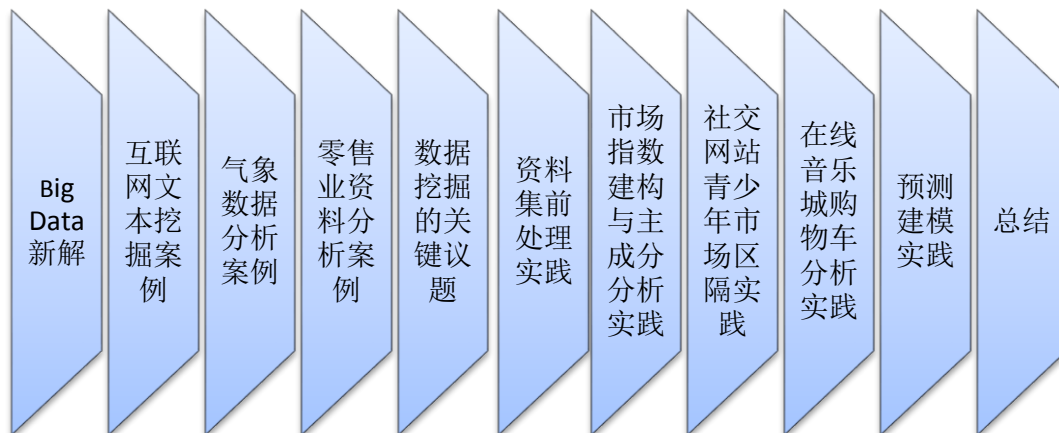 Big
Data
新解
互联
网文
本挖
掘案
例
气象
数据
分析
案例
零售
业资
料分
析案
例
数据
挖掘
的关
键议
题
资料
集前
处理
实践
市场
指数
建构
与主
成分
分析
实践
社交
网站
青少
年市
场区
隔实
践
在线
音乐
城购
物车
分析
实践
预测
建模
实践
总结